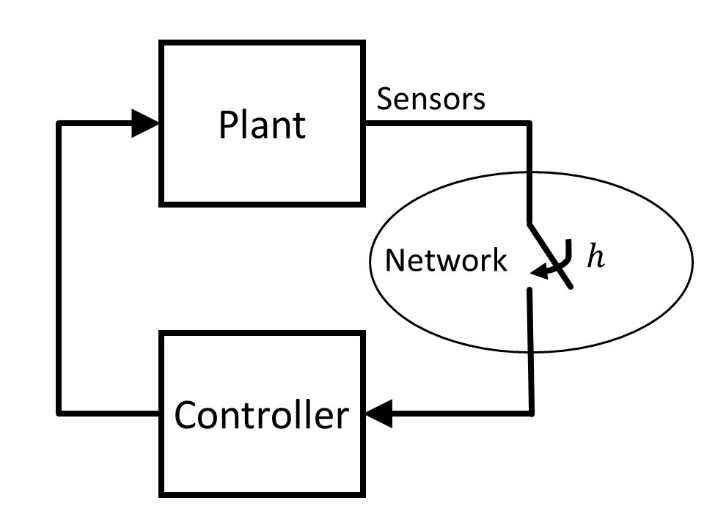 Sensors
Plant
Network
h
Controller